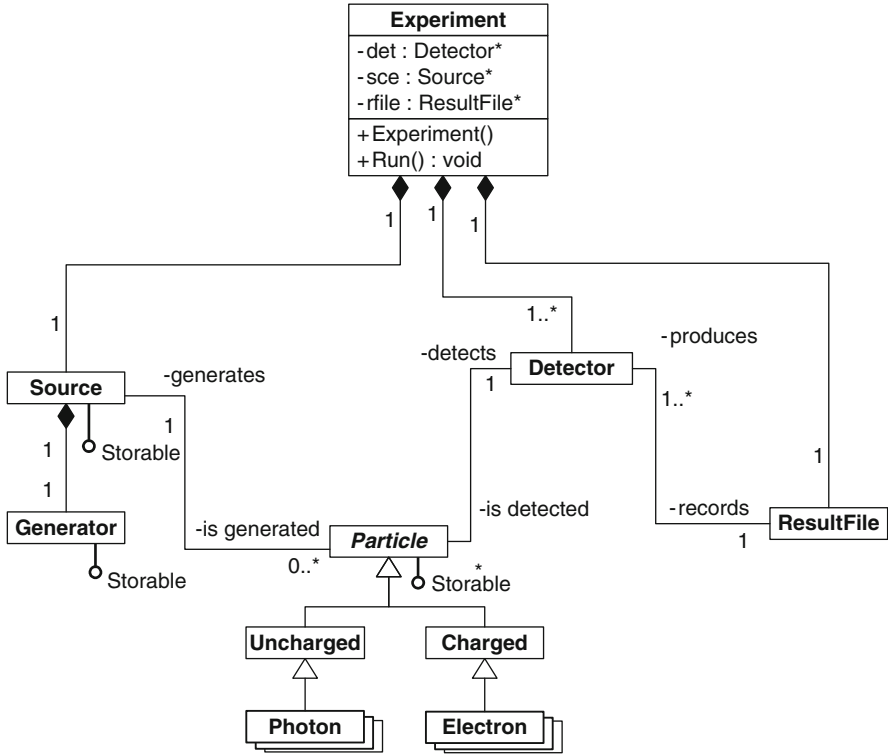 Experiment
-det : Detector*
-sce : Source*
-rfile : ResultFile*
+Experiment()
+Run() : void
1
1
1
1
1..*
-produces
-detects
Detector
-generates
Source
1
1..*
1
1
Storable
1
1
1
-records
-is detected
Generator
-is generated
Particle
ResultFile
1
0..*
*
Storable
Storable
Uncharged
Charged
Photon
Electron